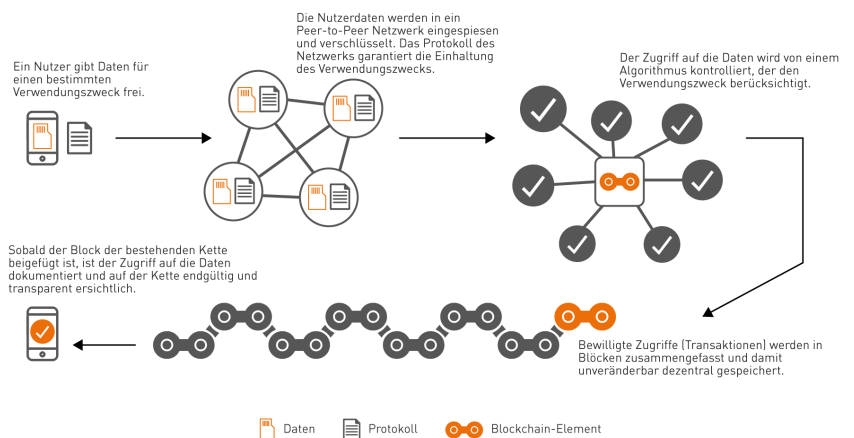 Ein Nutzer gibt Daten für
einen bestimmten
Verwendungszweck frei.
Die Nutzerdaten werden in ein
Peer-to-Peer Netzwerk eingespiesen
und verschlüsselt. Das Protokoll des
Netzwerks garantiert die Einhaltung
des Verwendungszwecks.
Der Zugriff auf die Daten wird von einem
Algorithmus kontrolliert, der den
Verwendungszweck berücksichtigt.
Sobald der Block der bestehenden Kette
beigefügt ist, ist der Zugriff auf die Daten
dokumentiert und auf der Kette endgültig und
transparent ersichtlich.
Bewilligte Zugriffe (Transaktionen) werden in
Blöcken zusammengefasst und damit
unveränderbar dezentral gespeichert.
Daten
Protokoll
Blockchain-Element